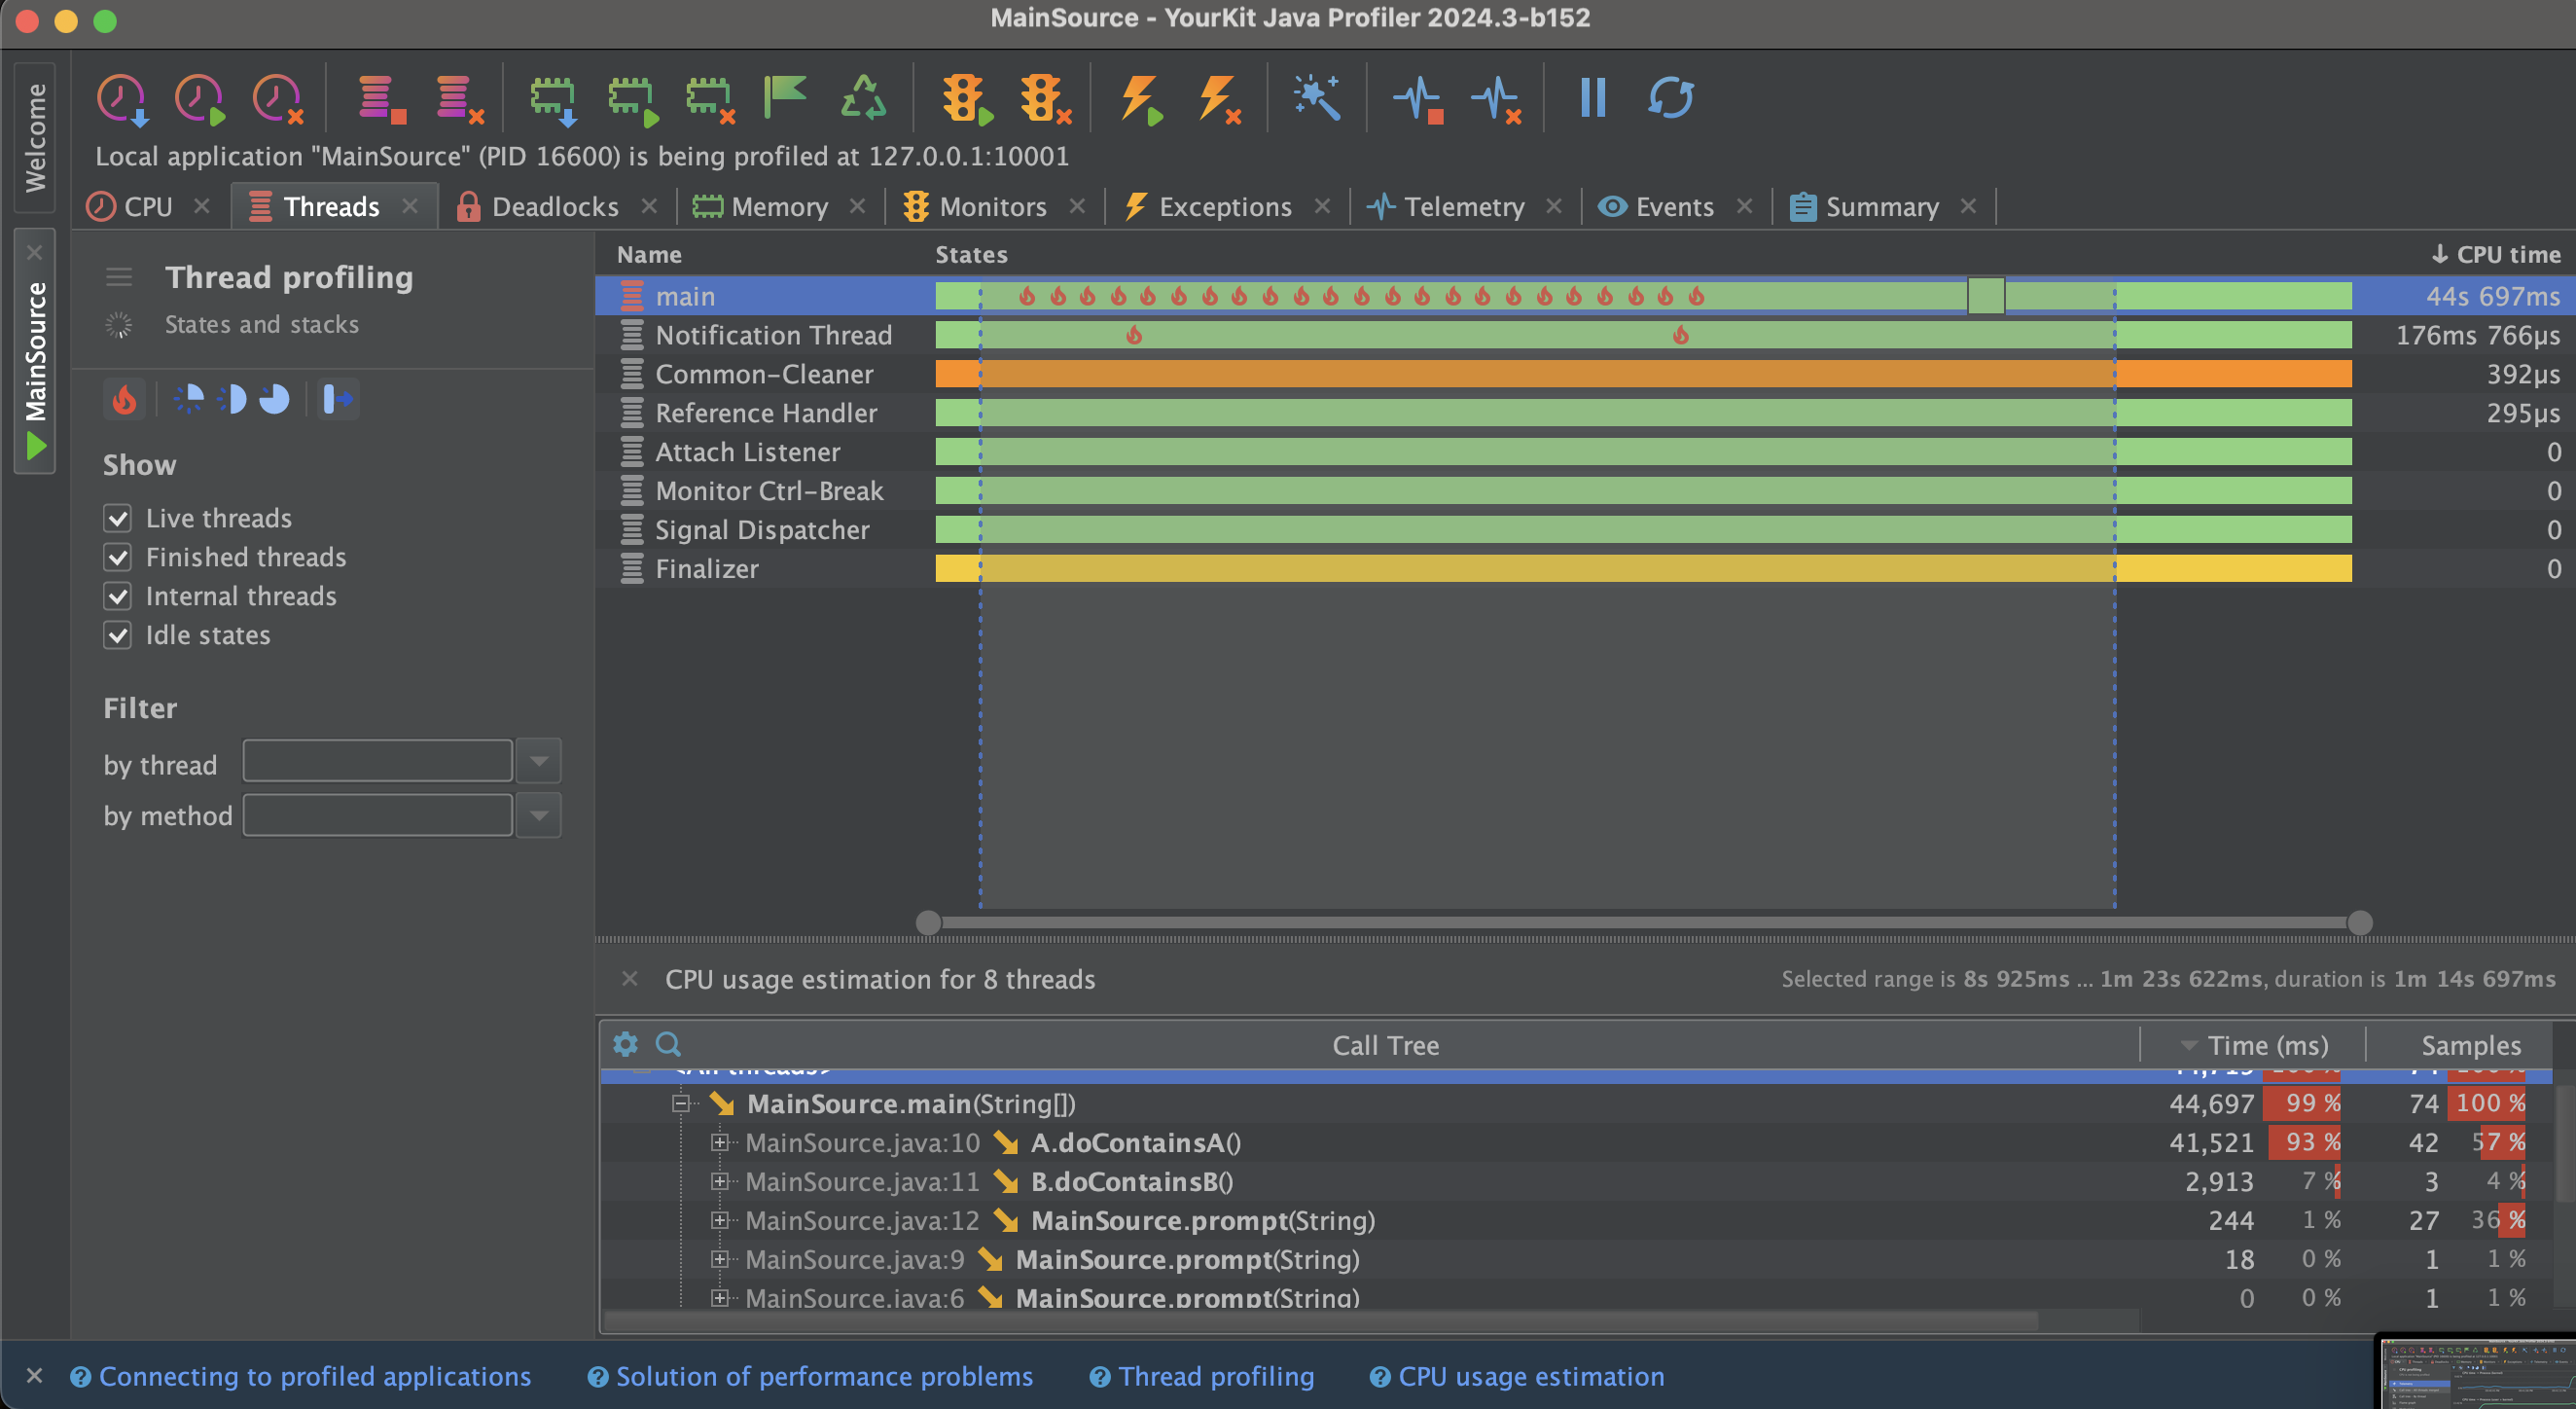 MainSource - YourKit Java Profiler 2024.3-b152
Welcome
MainSource
Local application "MainSource" (PID 16600) is being profiled at 127.0.0.1:10001
CPU Threads Deadlocks Memory Monitors Exceptions Telemetry Events Summary
Thread profiling
States and stacks
Show
Live threads
Finished threads
Internal threads
Idle states
Filter
by thread
by method
Name States CPU time
main 44s 697ms
Notification Thread 176ms 766µs
Common-Cleaner 392µs
Reference Handler 295µs
Attach Listener 0
Monitor Ctrl-Break 0
Signal Dispatcher 0
Finalizer 0
CPU usage estimation for 8 threads Selected range is 8s 925ms ... 1m 23s 622ms, duration is 1m 14s 697ms
Call Tree Time (ms) Samples
<All threads>
MainSource.main(String[]) 44,697 99 % 74 100 %
MainSource.java:10 A.doContainsA() 41,521 93 % 42 57 %
MainSource.java:11 B.doContainsB() 2,913 7 % 3 4 %
MainSource.java:12 MainSource.prompt(String) 244 1 % 27 36 %
MainSource.java:9 MainSource.prompt(String) 18 0 % 1 1 %
MainSource.java:6 MainSource.prompt(String) 0 0 % 1 1 %
Connecting to profiled applications Solution of performance problems Thread profiling CPU usage estimation